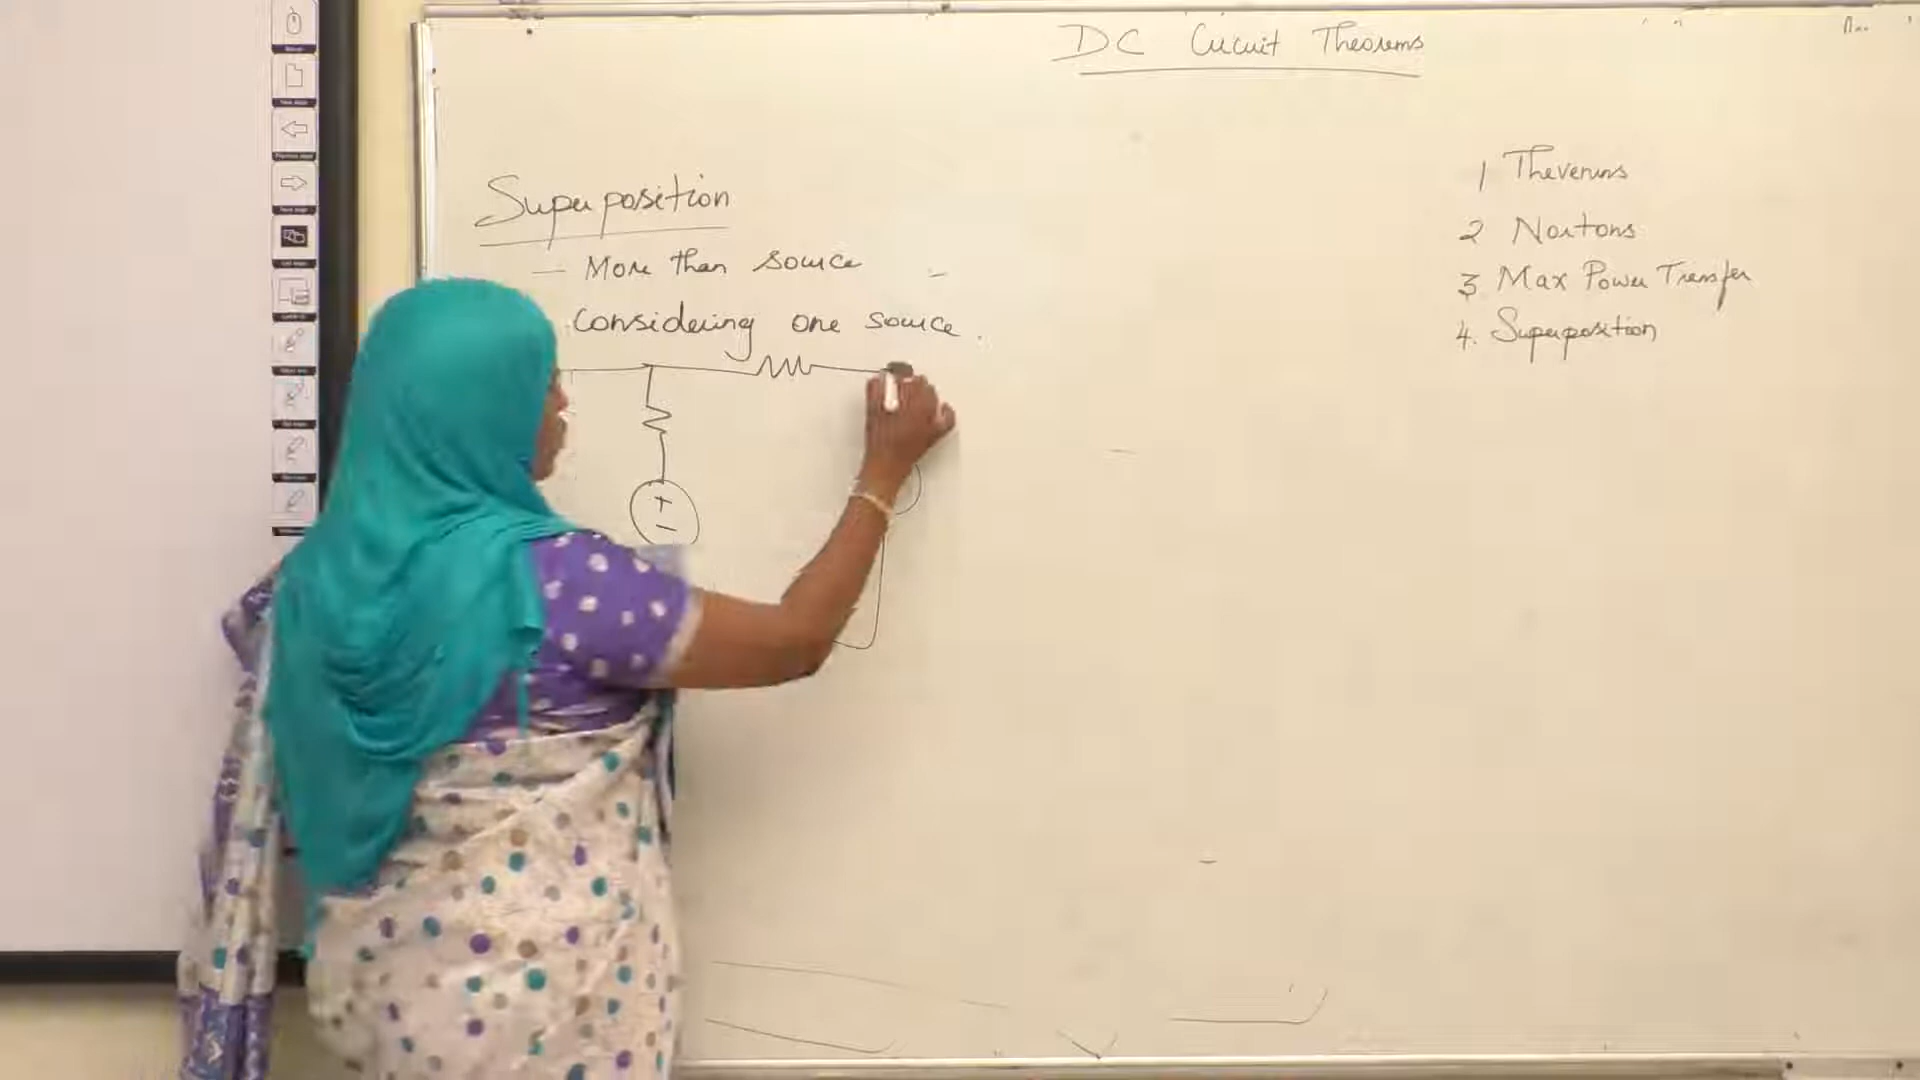 DC Circuit Theorems
Superposition
— More than source –
Considering one source.
+
–
1 Thevenins
2 Nortons
3. Max Power Transfer
4. Superposition